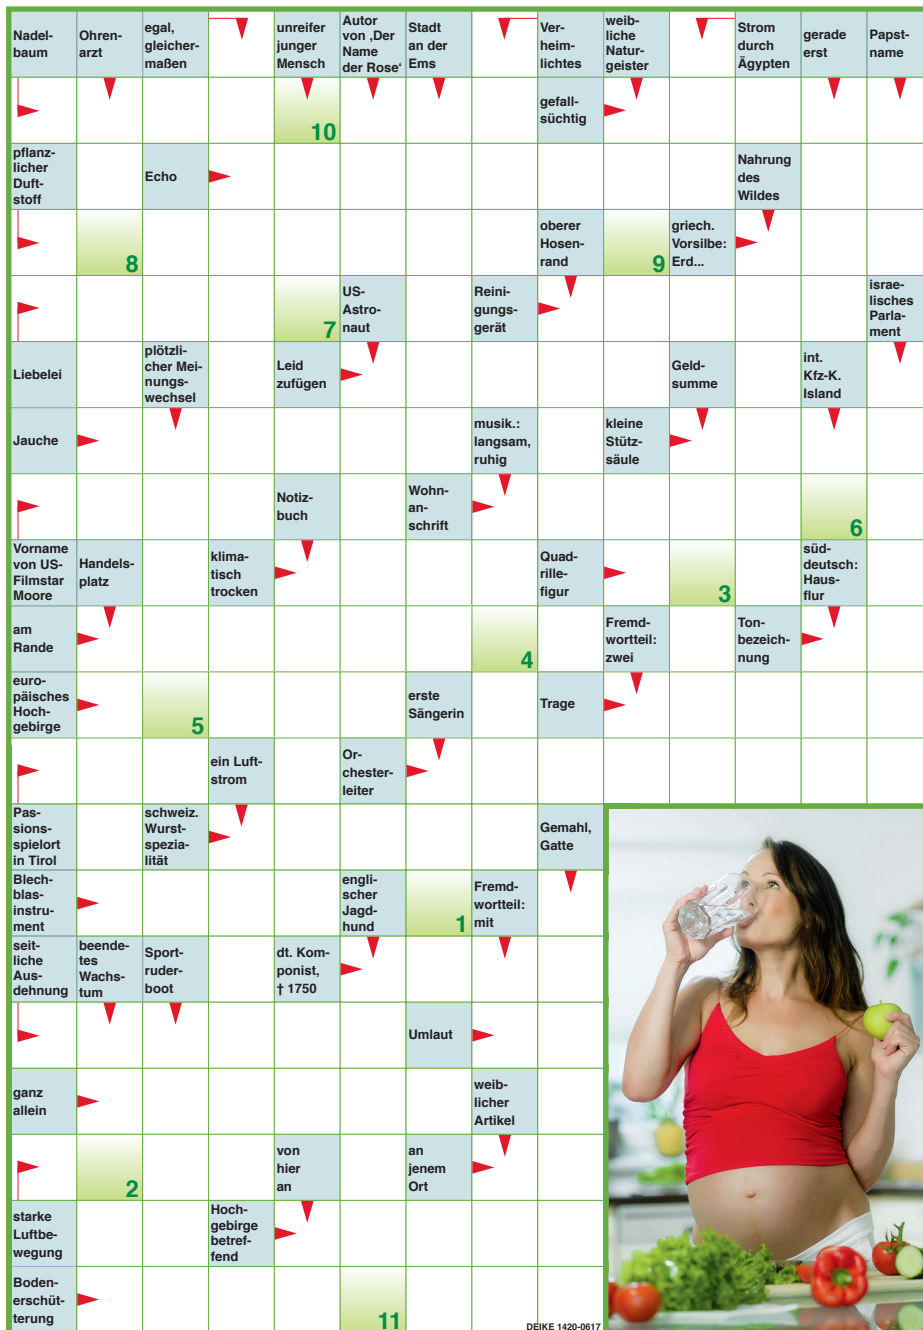 Nadel-
baum
Ohren-
arzt
egal,
gleicher-
maßen
unreifer
junger
Mensch
Autor
von ‚Der
Name
der Rose‘
Stadt
an der
Ems
Ver-
heim-
lichtes
weib-
liche
Natur-
geister
Strom
durch
Ägypten
gerade
erst
Papst-
name
10
gefall-
süchtig
pflanz-
licher
Duft-
stoff
Echo
Nahrung
des
Wildes
8
oberer
Hosen-
rand
9
griech.
Vorsilbe:
Erd...
7
US-
Astro-
naut
Reini-
gungs-
gerät
israe-
lisches
Parla-
ment
Liebelei
plötzli-
cher Mei-
nungs-
wechsel
Leid
zufügen
Geld-
summe
int.
Kfz-K.
Island
Jauche
musik.:
langsam,
ruhig
kleine
Stütz-
säule
Notiz-
buch
Wohn-
an-
schrift
6
Vorname
von US-
Filmstar
Moore
Handels-
platz
klima-
tisch
trocken
Quad-
rille-
figur
3
süd-
deutsch:
Haus-
flur
am
Rande
4
Fremd-
wortteil:
zwei
Ton-
bezeich-
nung
euro-
päisches
Hoch-
gebirge
5
erste
Sängerin
Trage
ein Luft-
strom
Or-
chester-
leiter
Pas-
sions-
spielort
in Tirol
schweiz.
Wurst-
spezia-
lität
Gemahl,
Gatte
Blech-
blas-
instru-
ment
engli-
scher
Jagd-
hund
1
Fremd-
wortteil:
mit
seit-
liche
Aus-
dehnung
beende-
tes
Wachs-
tum
Sport-
ruder-
boot
dt. Kom-
ponist,
† 1750
Umlaut
ganz
allein
weib-
licher
Artikel
2
von
hier
an
an
jenem
Ort
starke
Luftbe-
wegung
Hoch-
gebirge
betref-
fend
Boden-
erschüt-
terung
11
DEIKE 1420-0617